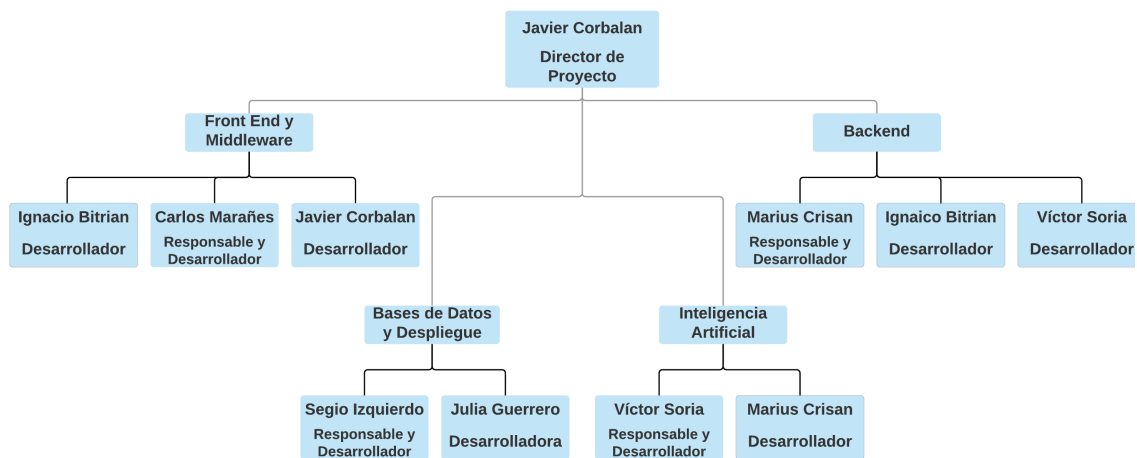 Javier Corbalan
Director de
Proyecto
Front End y
Middleware
Backend
Ignacio Bitrian
Desarrollador
Carlos Marañes
Responsable y
Desarrollador
Javier Corbalan
Desarrollador
Marius Crisan
Responsable y
Desarrollador
Ignaico Bitrian
Desarrollador
Víctor Soria
Desarrollador
Bases de Datos
y Despliegue
Inteligencia
Artificial
Segio Izquierdo
Responsable y
Desarrollador
Julia Guerrero
Desarrolladora
Víctor Soria
Responsable y
Desarrollador
Marius Crisan
Desarrollador